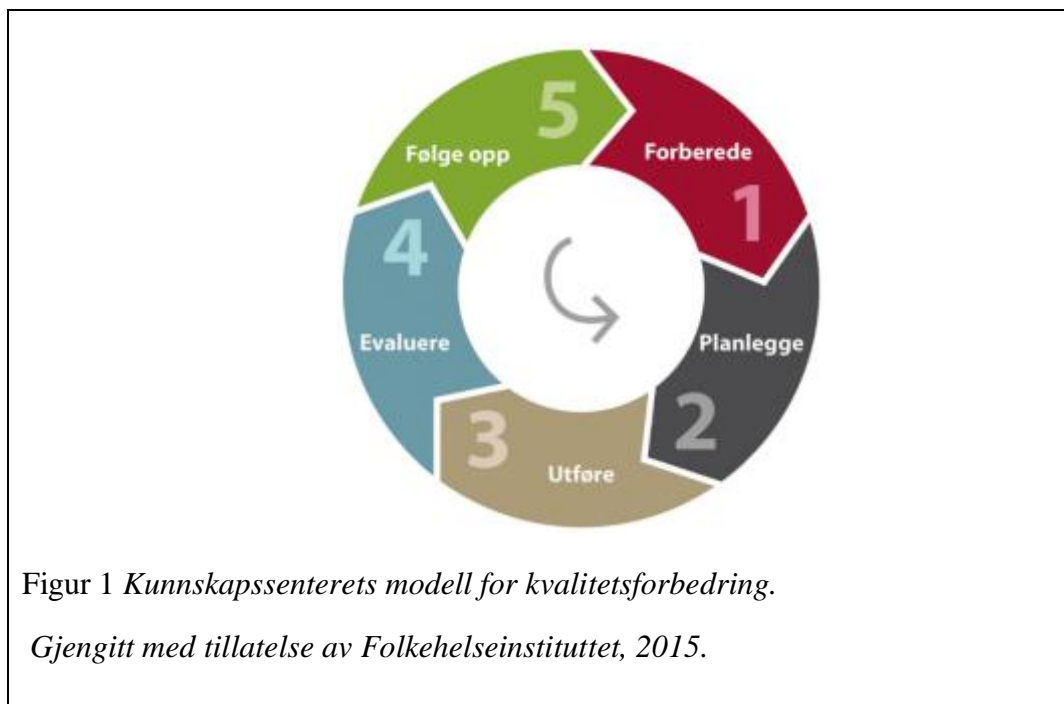 5
Følge opp
Forberede
1
4
Evaluere
Planlegge
2
3
Utføre
Figur 1 Kunnskapssenterets modell for kvalitetsforbedring.
Gjengitt med tillatelse av Folkehelseinstituttet, 2015.